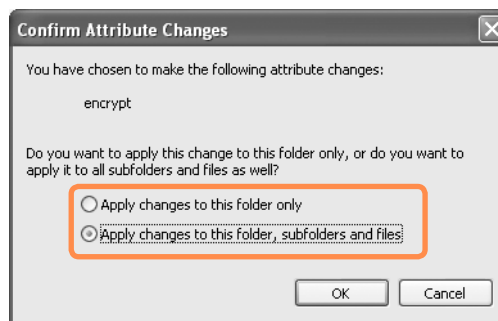 Confirm Attribute Changes
You have chosen to make the following attribute changes:
encrypt
Do you want to apply this change to this folder only, or do you want to
apply it to all subfolders and files as well?
Apply changes to this folder only
Apply changes to this folder, subfolders and files
OK Cancel